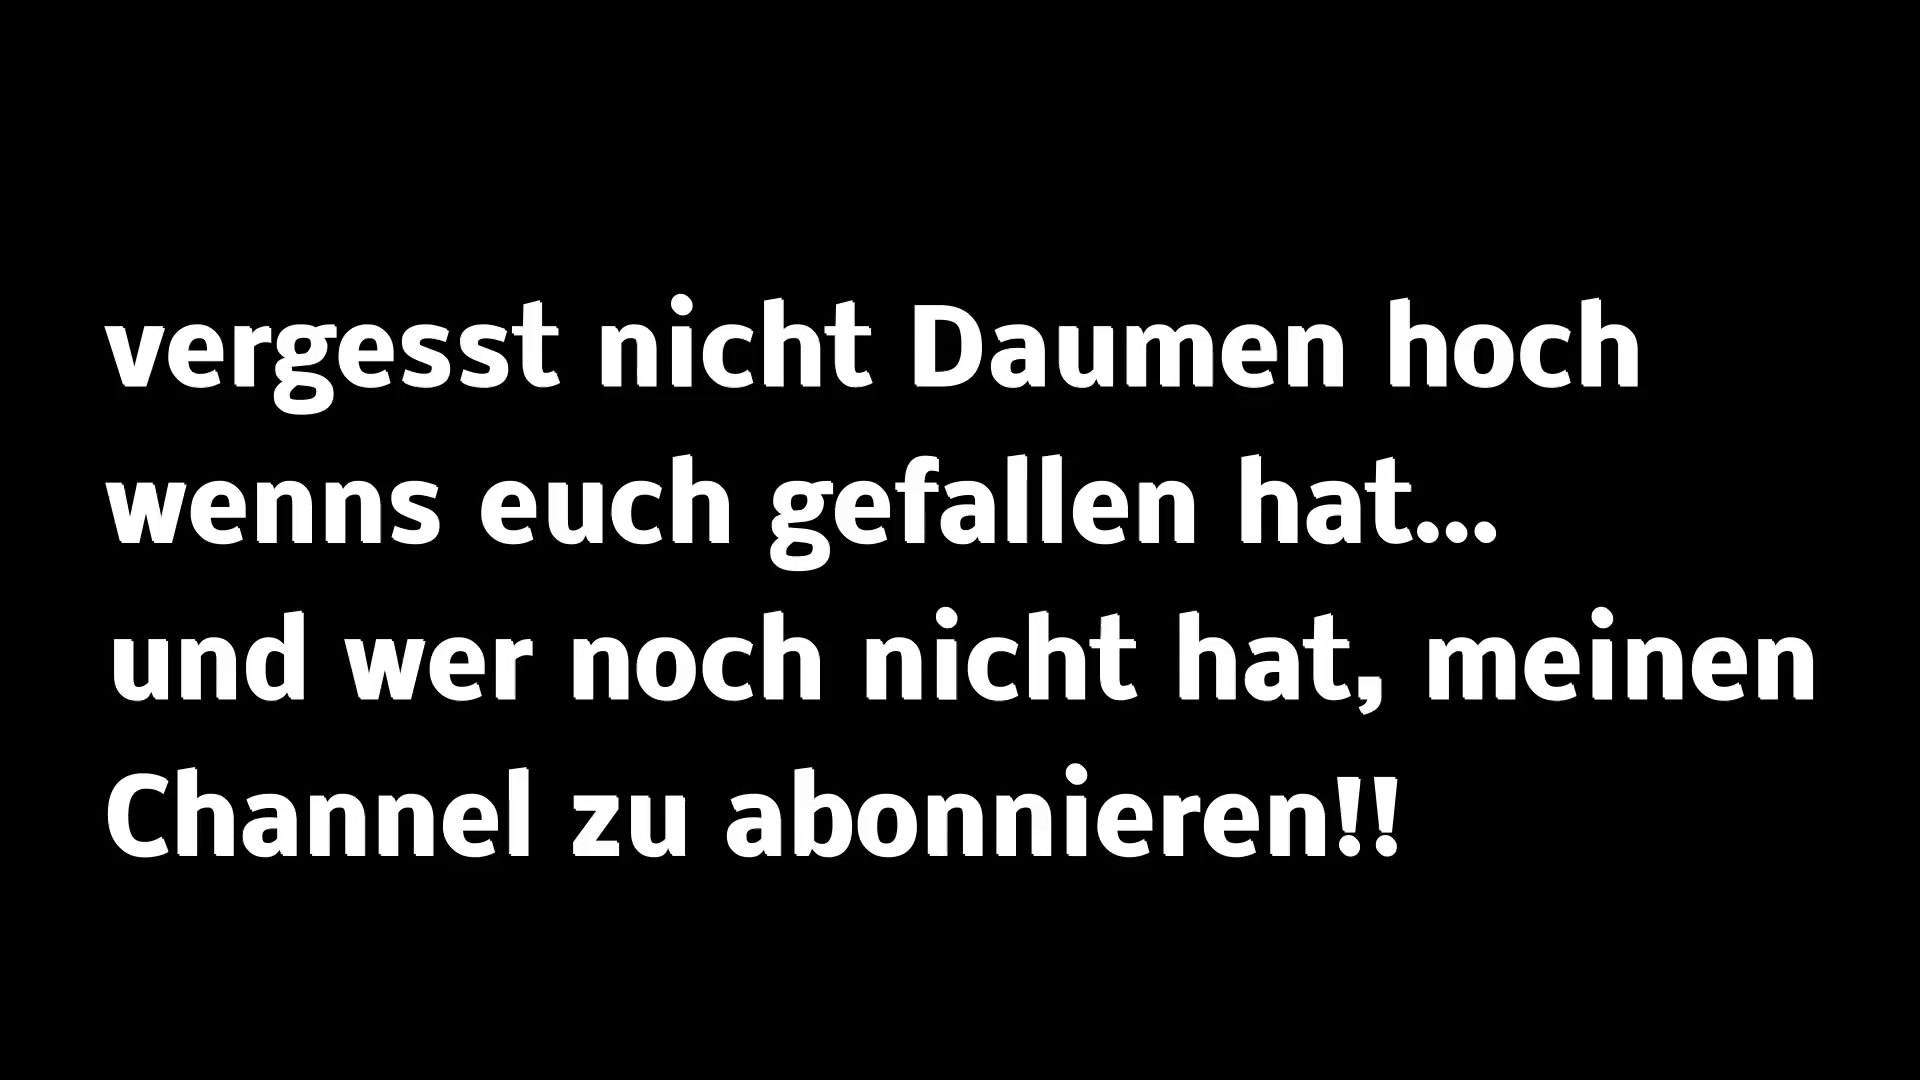 vergesst nicht Daumen hoch
wenns euch gefallen hat...
und wer noch nicht hat, meinen
Channel zu abonnieren!!